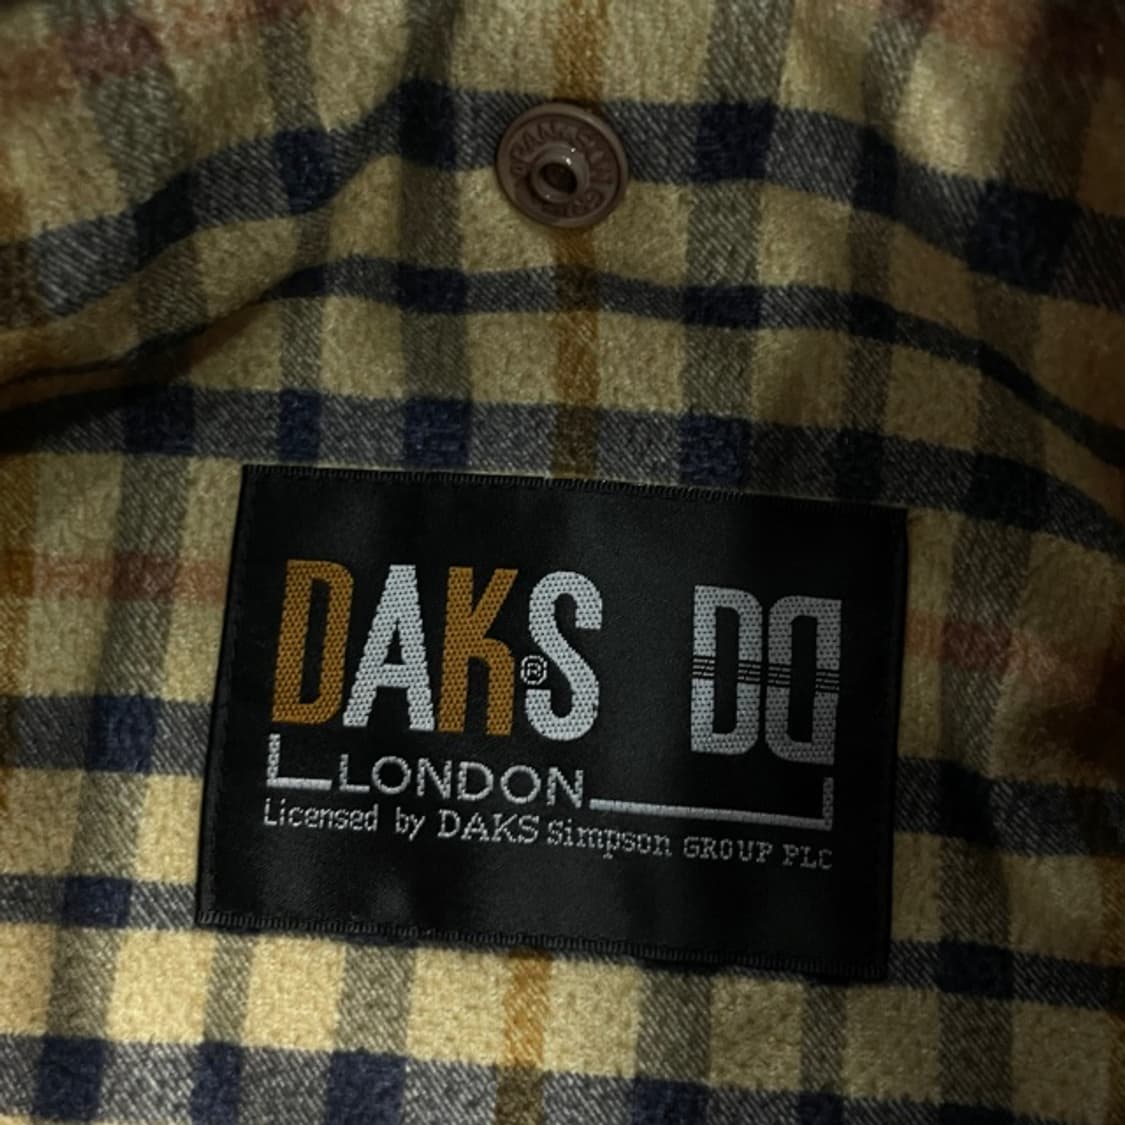 DAKS® DD
LONDON
Licensed by DAKS Simpson GROUP PLC